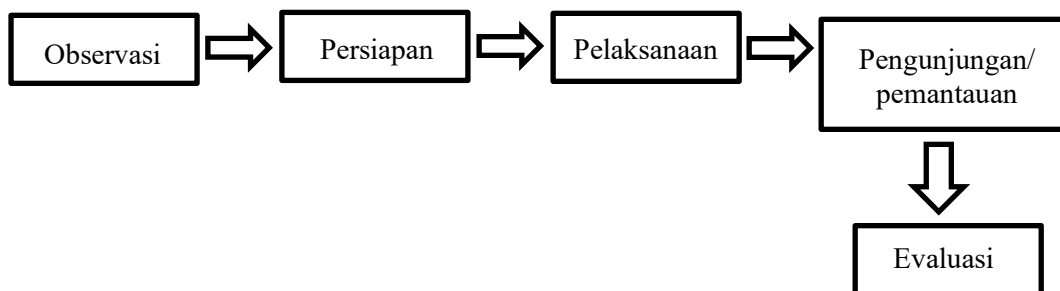 Observasi
Persiapan
Pelaksanaan
Pengunjungan/
pemantauan
Evaluasi